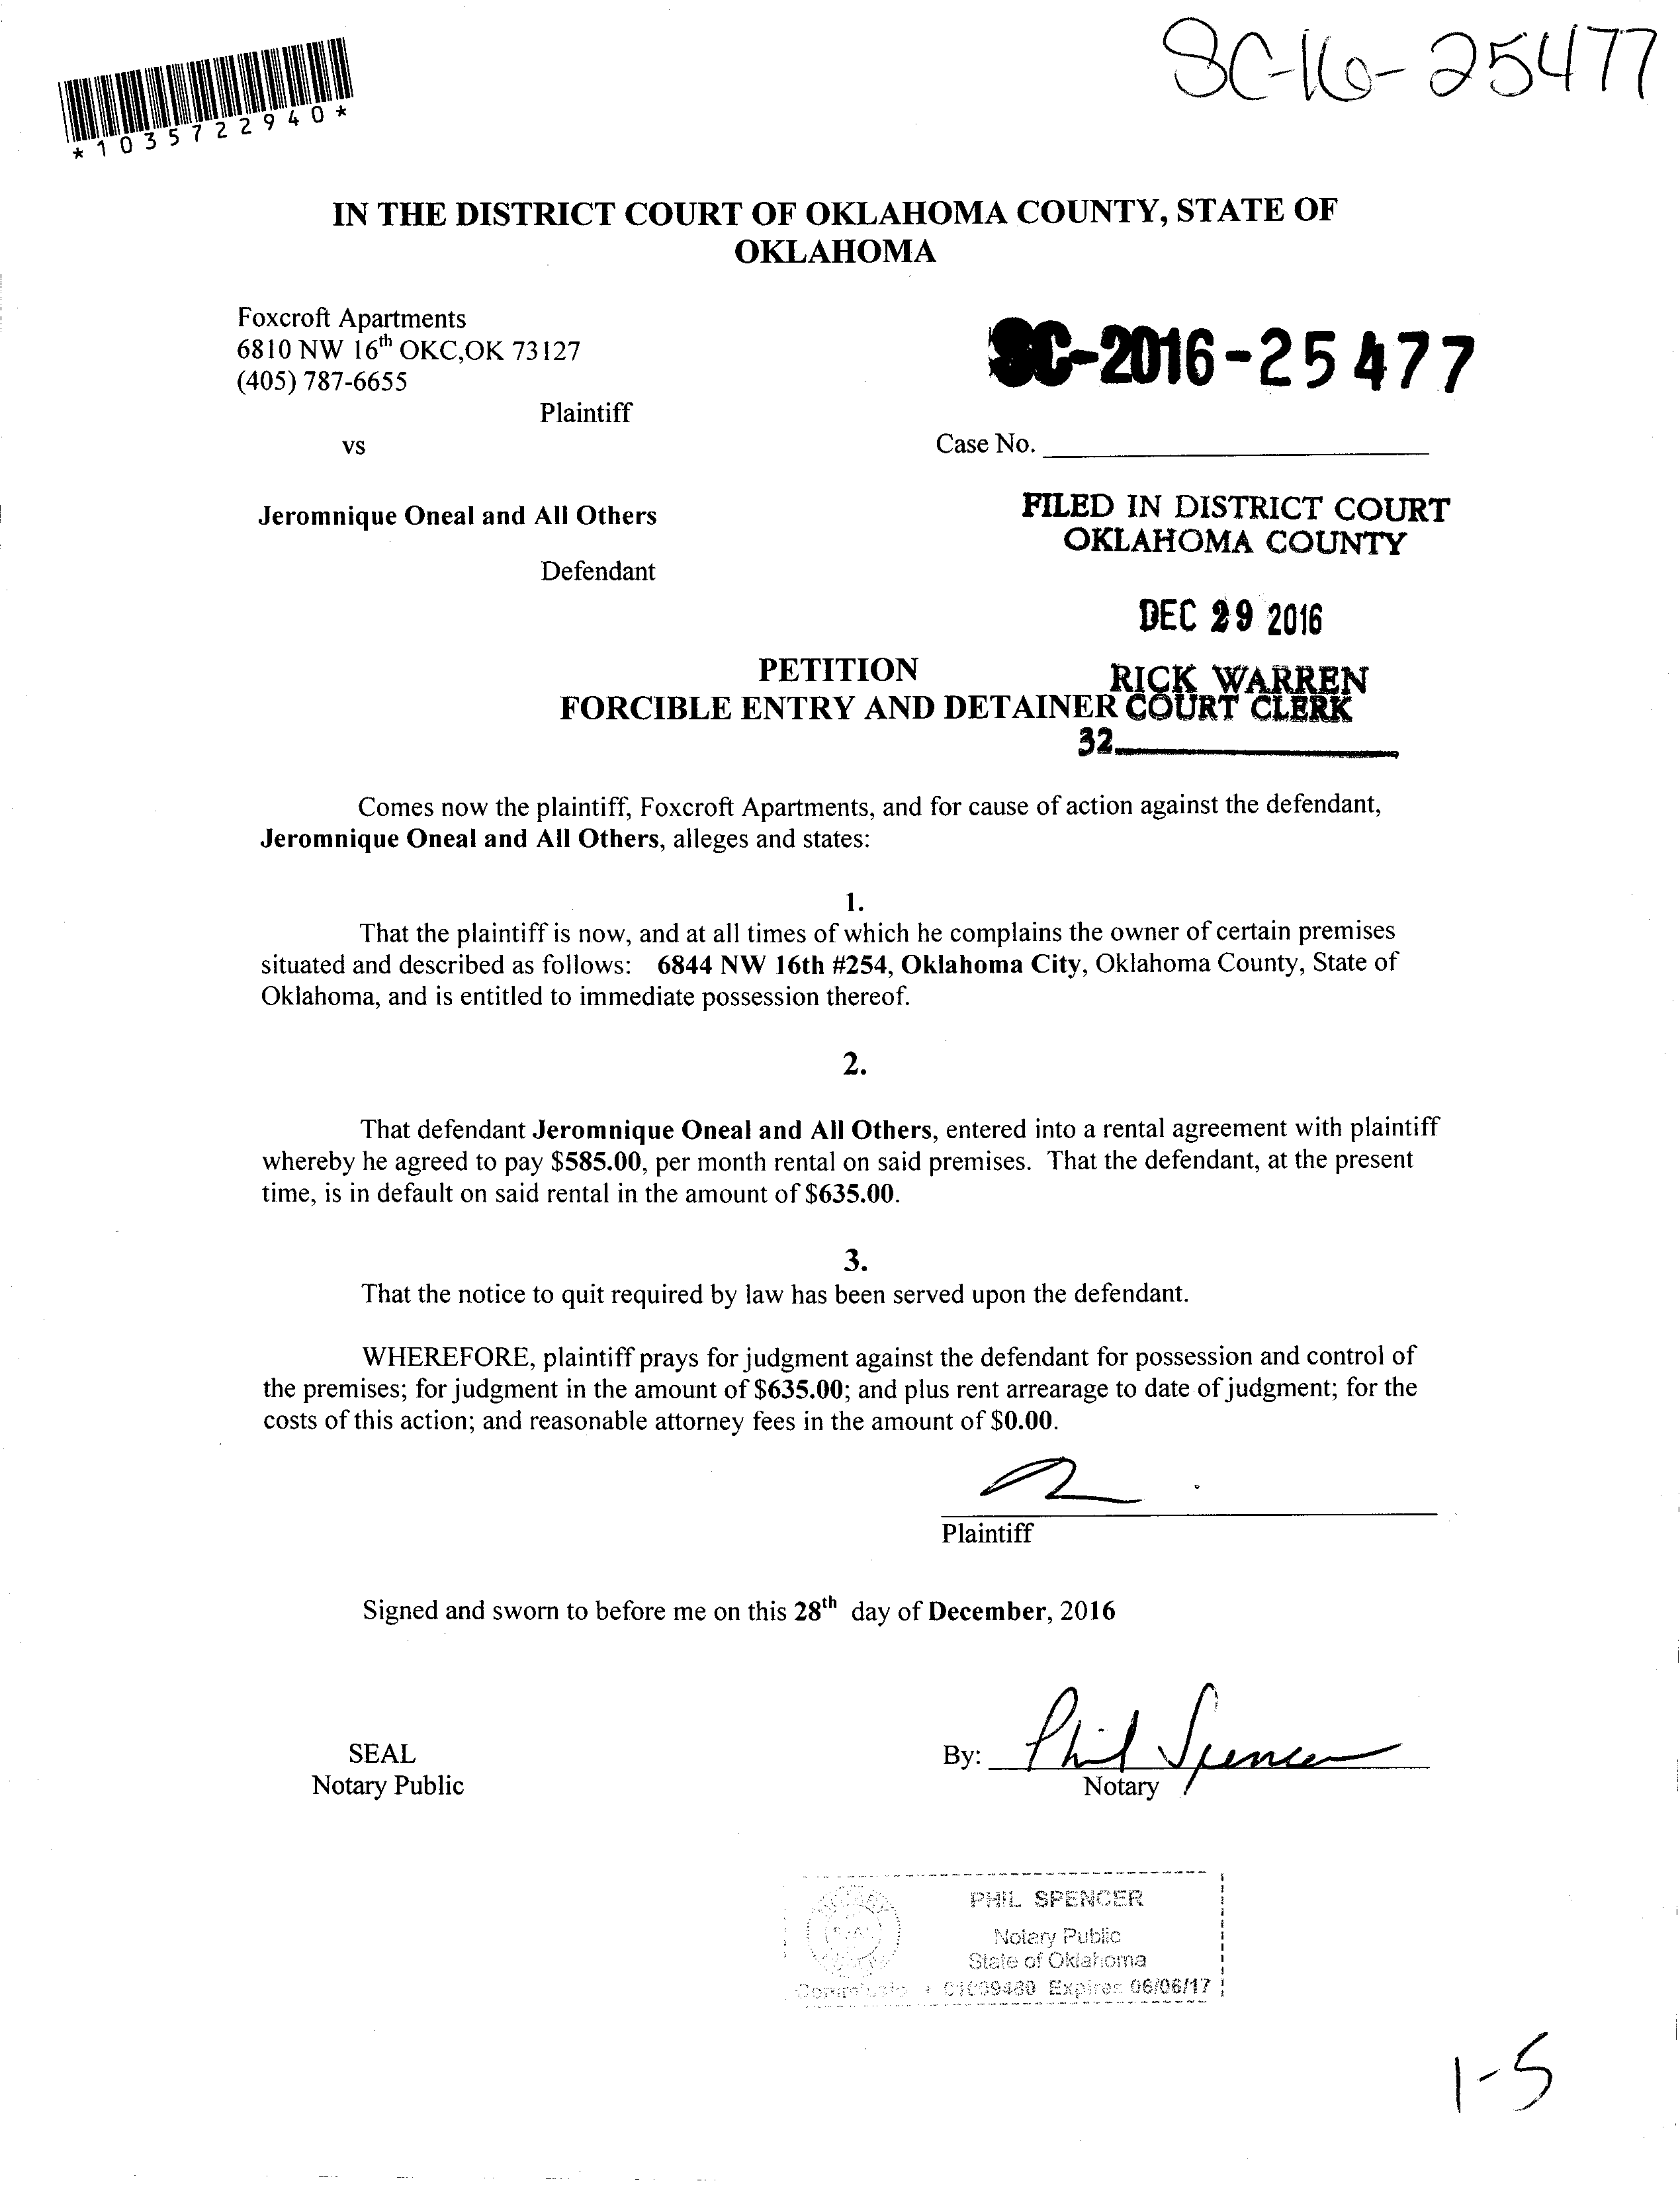 SC-16-25477
*1035722940*
IN THE DISTRICT COURT OF OKLAHOMA COUNTY, STATE OF
OKLAHOMA
Foxcroft Apartments
6810 NW 16th OKC,OK 73127
(405) 787-6655
Plaintiff
vs
SC-2016-25477
Case No.
Jeromnique Oneal and All Others
Defendant
FILED IN DISTRICT COURT
OKLAHOMA COUNTY
DEC 29 2016
PETITION
FORCIBLE ENTRY AND DETAINER
RICK WARREN
COURT CLERK
32
Comes now the plaintiff, Foxcroft Apartments, and for cause of action against the defendant,
Jeromnique Oneal and All Others, alleges and states:
1.
That the plaintiff is now, and at all times of which he complains the owner of certain premises
situated and described as follows: 6844 NW 16th #254, Oklahoma City, Oklahoma County, State of
Oklahoma, and is entitled to immediate possession thereof.
2.
That defendant Jeromnique Oneal and All Others, entered into a rental agreement with plaintiff
whereby he agreed to pay $585.00, per month rental on said premises. That the defendant, at the present
time, is in default on said rental in the amount of $635.00.
3.
That the notice to quit required by law has been served upon the defendant.
WHEREFORE, plaintiff prays for judgment against the defendant for possession and control of
the premises; for judgment in the amount of $635.00; and plus rent arrearage to date of judgment; for the
costs of this action; and reasonable attorney fees in the amount of $0.00.
Plaintiff
Signed and sworn to before me on this 28th day of December, 2016
SEAL
Notary Public
By: Phil Spencer
Notary
PHIL SPENCER
Notary Public
State of Oklahoma
Expires 06/06/17
1-5